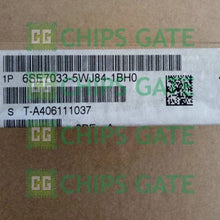 CHIPS GATE
1P 6SE7033-5WJ84-1BH0
CHIPS GATE
S T-A406111037
CHIPS GATE